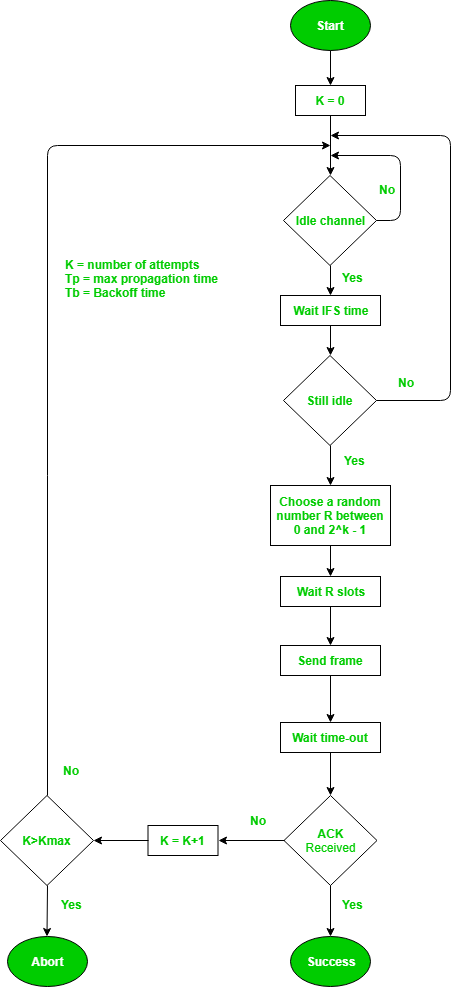 Start
K = 0
Idle channel
No
Yes
K = number of attempts
Tp = max propagation time
Tb = Backoff time
Wait IFS time
Still idle
No
Yes
Choose a random
number R between
0 and 2^k - 1
Wait R slots
Send frame
Wait time-out
ACK
Received
No
Yes
K = K+1
K>Kmax
No
Yes
Abort
Success